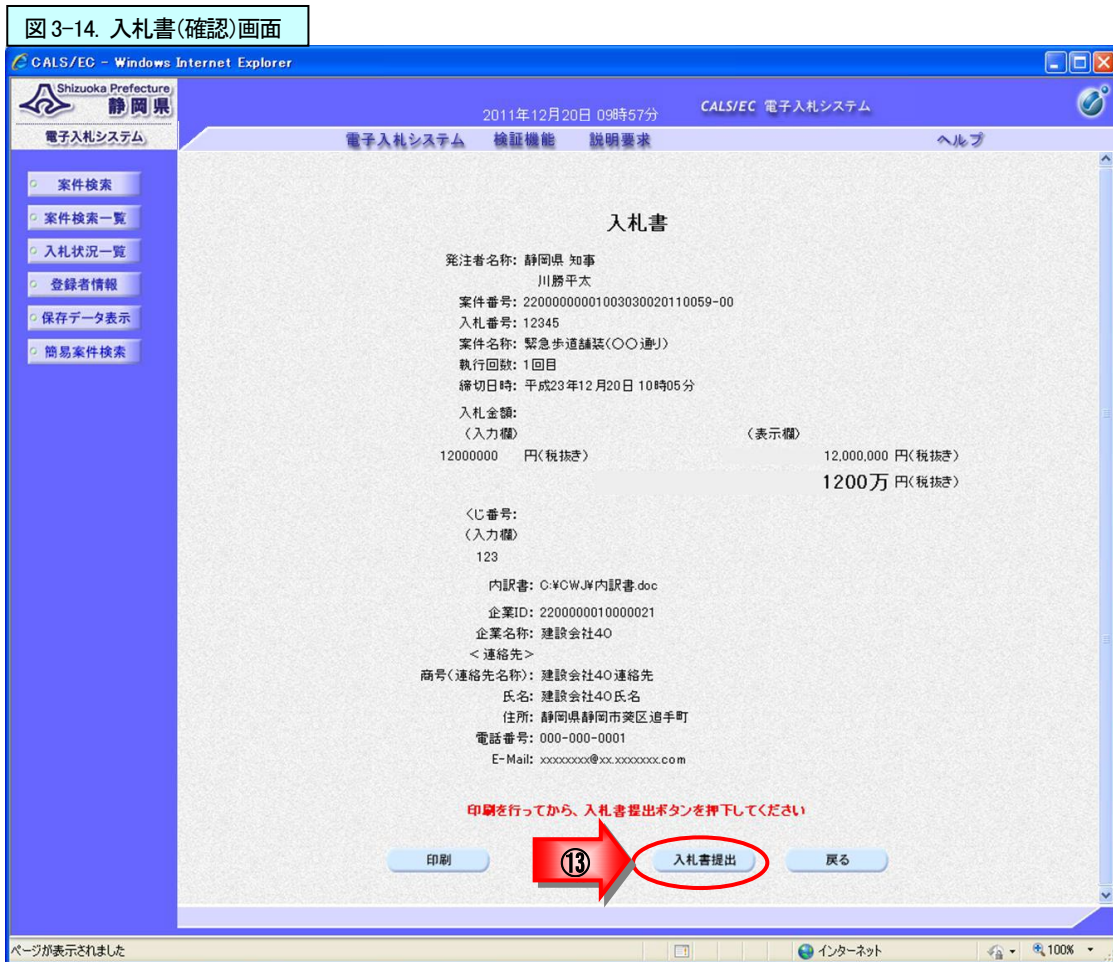 図3-14. 入札書(確認)画面
CALS/EC - Windows Internet Explorer
Shizuoka Prefecture
静岡県
電子入札システム
2011年12月20日 09時57分
CALS/EC 電子入札システム
電子入札システム 検証機能 説明要求 ヘルプ
案件検索
案件検索一覧
入札状況一覧
登録者情報
保存データ表示
簡易案件検索
入札書
発注者名称: 静岡県 知事
川勝平太
案件番号: 22000000001003030020110059-00
入札番号: 12345
案件名称: 緊急歩道舗装(〇〇通り)
執行回数: 1回目
締切日時: 平成23年12月20日 10時05分
入札金額:
(入力欄) (表示欄)
12000000 円(税抜き) 12,000,000 円(税抜き)
1200万 円(税抜き)
くじ番号:
(入力欄)
123
内訳書: C:¥CWJ¥内訳書.doc
企業ID: 2200000010000021
企業名称: 建設会社40
<連絡先>
商号(連絡先名称): 建設会社40連絡先
氏名: 建設会社40氏名
住所: 静岡県静岡市葵区追手町
電話番号: 000-000-0001
E-Mail: xxxxxxxx@xx.xxxxxxx.com
印刷を行ってから、入札書提出ボタンを押下してください
印刷 ⑬ 入札書提出 戻る
ページが表示されました インターネット 100%